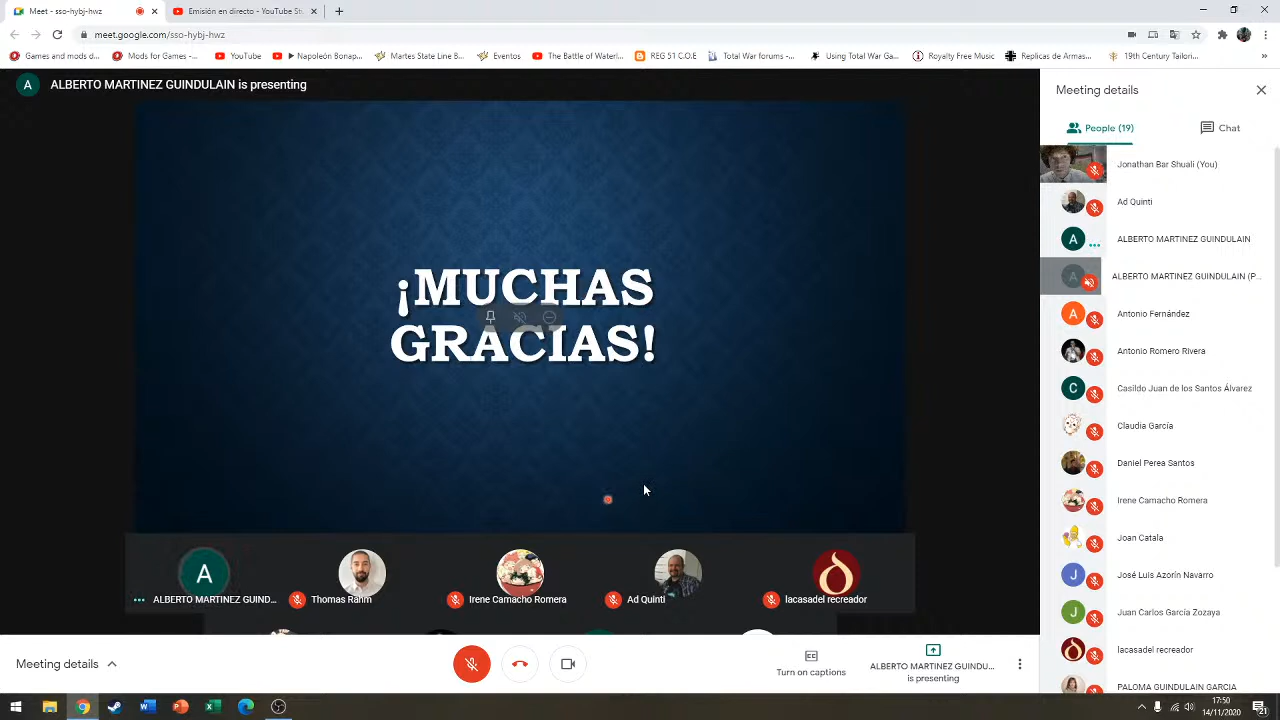 Meet - sso-hybj-hwz
Emisión en directo - YouTube St
meet.google.com/sso-hybj-hwz
Games and mod d...
Mods for Games -...
YouTube
▶ Napoleón Bonap...
Martes State Line B...
Eventos
The Battle of Waterl...
REG 51 C.O.E
Total War forums -...
Using Total War Ga...
Royalty Free Music
Replicas de Armas...
19th Century Tailor...
»
A
ALBERTO MARTINEZ GUINDULAIN is presenting
¡MUCHAS
GRACIAS!
A
ALBERTO MARTINEZ GUIND...
Thomas Rahm
Irene Camacho Romera
Ad Quinti
lacasadel recreador
Meeting details
People (19)
Chat
Jonathan Bar Shuali (You)
Ad Quinti
A
ALBERTO MARTINEZ GUINDULAIN
A
ALBERTO MARTINEZ GUINDULAIN (P...
A
Antonio Fernández
Antonio Romero Rivera
C
Casildo Juan de los Santos Álvarez
Claudia García
Daniel Perea Santos
Irene Camacho Romera
Joan Catala
J
José Luis Azorín Navarro
J
Juan Carlos García Zozaya
lacasadel recreador
PALOMA GUINDULAIN GARCIA
Meeting details
Turn on captions
ALBERTO MARTINEZ GUINDU...
is presenting
17:50
14/11/2020